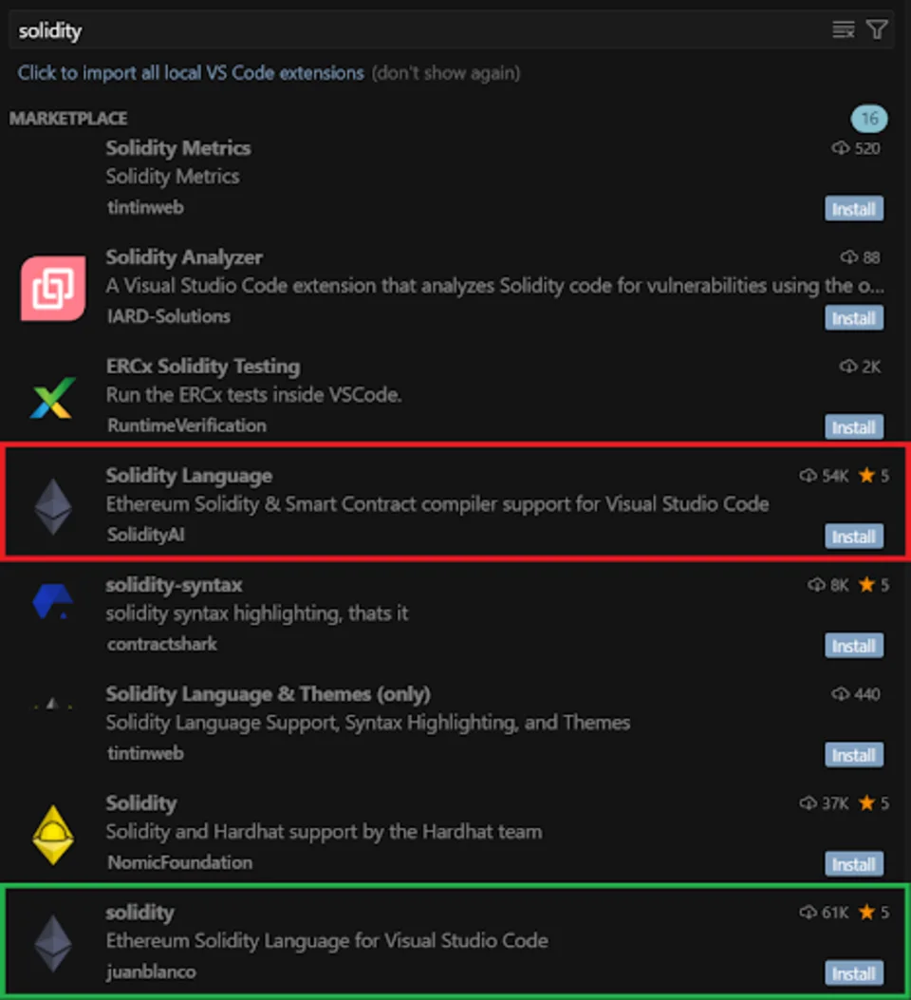 solidity
Click to import all local VS Code extensions (don't show again)
MARKETPLACE 16
Solidity Metrics 520
Solidity Metrics
tintinweb Install
Solidity Analyzer 88
A Visual Studio Code extension that analyzes Solidity code for vulnerabilities using the o...
IARD-Solutions Install
ERCx Solidity Testing 2K
Run the ERCx tests inside VSCode.
RuntimeVerification Install
Solidity Language 54K ★ 5
Ethereum Solidity & Smart Contract compiler support for Visual Studio Code
SolidityAI Install
solidity-syntax 8K ★ 5
solidity syntax highlighting, thats it
contractshark Install
Solidity Language & Themes (only) 440
Solidity Language Support, Syntax Highlighting, and Themes
tintinweb Install
Solidity 37K ★ 5
Solidity and Hardhat support by the Hardhat team
NomicFoundation Install
solidity 61K ★ 5
Ethereum Solidity Language for Visual Studio Code
juanblanco Install